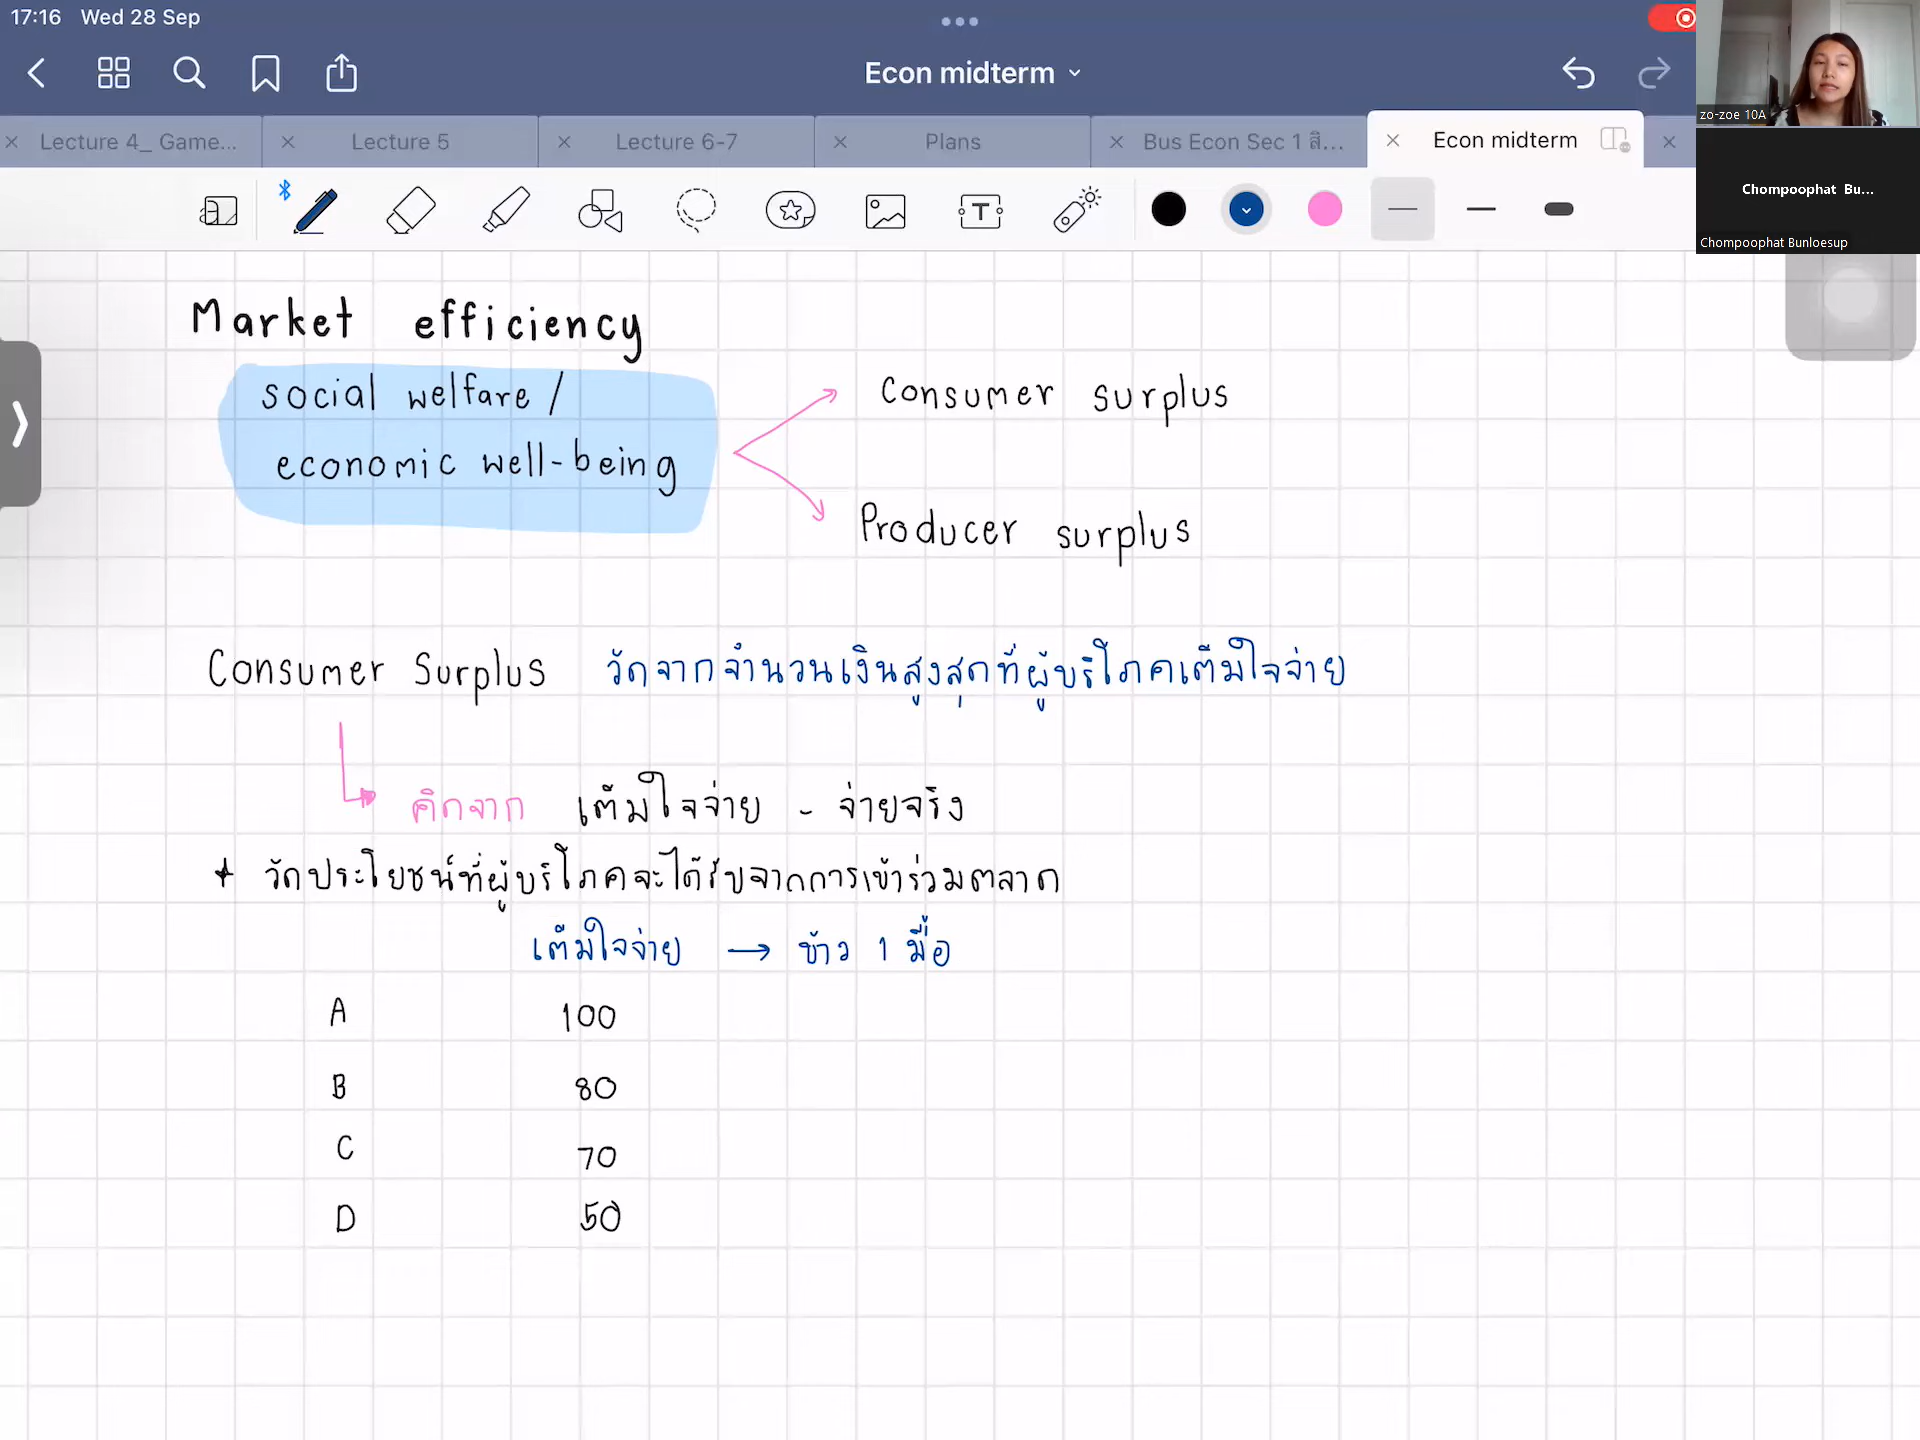 17:16 Wed 28 Sep
Econ midterm
Lecture 4_ Game...
Lecture 5
Lecture 6-7
Plans
Bus Econ Sec 1 สิ...
Econ midterm
zo-zoe 10A
Chompoophat Bu...
Chompoophat Bunloesup
Market efficiency
social welfare /
economic well-being
Consumer surplus
Producer surplus
Consumer Surplus วัดจากจำนวนเงินสูงสุดที่ผู้บริโภคเต็มใจจ่าย
คิดจาก เต็มใจจ่าย - จ่ายจริง
+ วัดประโยชน์ที่ผู้บริโภคจะได้รับจากการเข้าร่วมตลาด
เต็มใจจ่าย → ข้าว 1 มื้อ
A 100
B 80
C 70
D 50